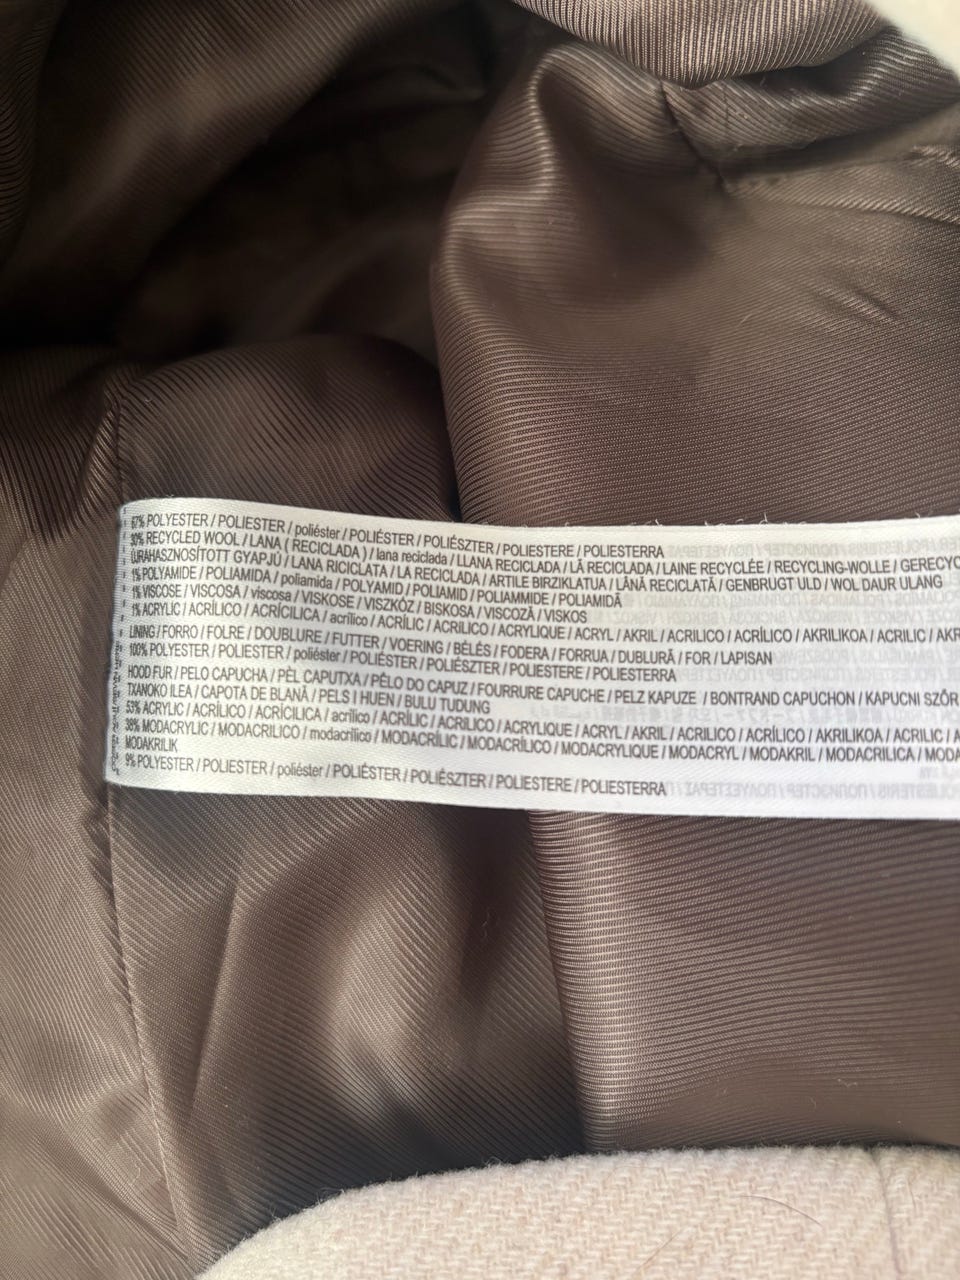 67% POLYESTER / POLIESTER / poliéster / POLIÉSTER / POLIÉSZTER / POLIESTERE / POLIESTERRA
30% RECYCLED WOOL / LANA ( RECICLADA ) / lana reciclada / LLANA RECICLADA / LÃ RECICLADA / LAINE RECYCLÉE / RECYCLING-WOLLE / GERECYC
ÚJRAHASZNOSÍTOTT GYAPJÚ / LANA RICICLATA / LA RECICLADA / ARTILE BIRZIKLATUA / LÂNĂ RECICLATĂ / GENBRUGT ULD / WOL DAUR ULANG
1% POLYAMIDE / POLIAMIDA / poliamida / POLYAMID / POLIAMID / POLIAMMIDE / POLIAMIDĂ
1% VISCOSE / VISCOSA / viscosa / VISKOSE / VISZKÓZ / BISKOSA / VISCOZĂ / VISKOS
1% ACRYLIC / ACRÍLICO / ACRÍCILICA / acrílico / ACRÍLIC / ACRILICO / ACRYLIQUE / ACRYL / AKRIL / ACRILICO / ACRÍLICO / AKRILIKOA / ACRILIC / AKR
LINING / FORRO / FOLRE / DOUBLURE / FUTTER / VOERING / BÉLÉS / FODERA / FORRUA / DUBLURĂ / FOR / LAPISAN
100% POLYESTER / POLIESTER / poliéster / POLIÉSTER / POLIÉSZTER / POLIESTERE / POLIESTERRA
HOOD FUR / PELO CAPUCHA / PÈL CAPUTXA / PÊLO DO CAPUZ / FOURRURE CAPUCHE / PELZ KAPUZE / BONTRAND CAPUCHON / KAPUCNI SZŐR
TXANOKO ILEA / CAPOTA DE BLANĂ / PELS I HUEN / BULU TUDUNG
53% ACRYLIC / ACRÍLICO / ACRÍCILICA / acrílico / ACRÍLIC / ACRILICO / ACRYLIQUE / ACRYL / AKRIL / ACRILICO / ACRÍLICO / AKRILIKOA / ACRILIC / A
38% MODACRYLIC / MODACRILICO / modacrílico / MODACRÍLIC / MODACRÍLICO / MODACRYLIQUE / MODACRYL / MODAKRIL / MODACRILICA / MODA
MODAKRILIK
9% POLYESTER / POLIESTER / poliéster / POLIÉSTER / POLIÉSZTER / POLIESTERE / POLIESTERRA